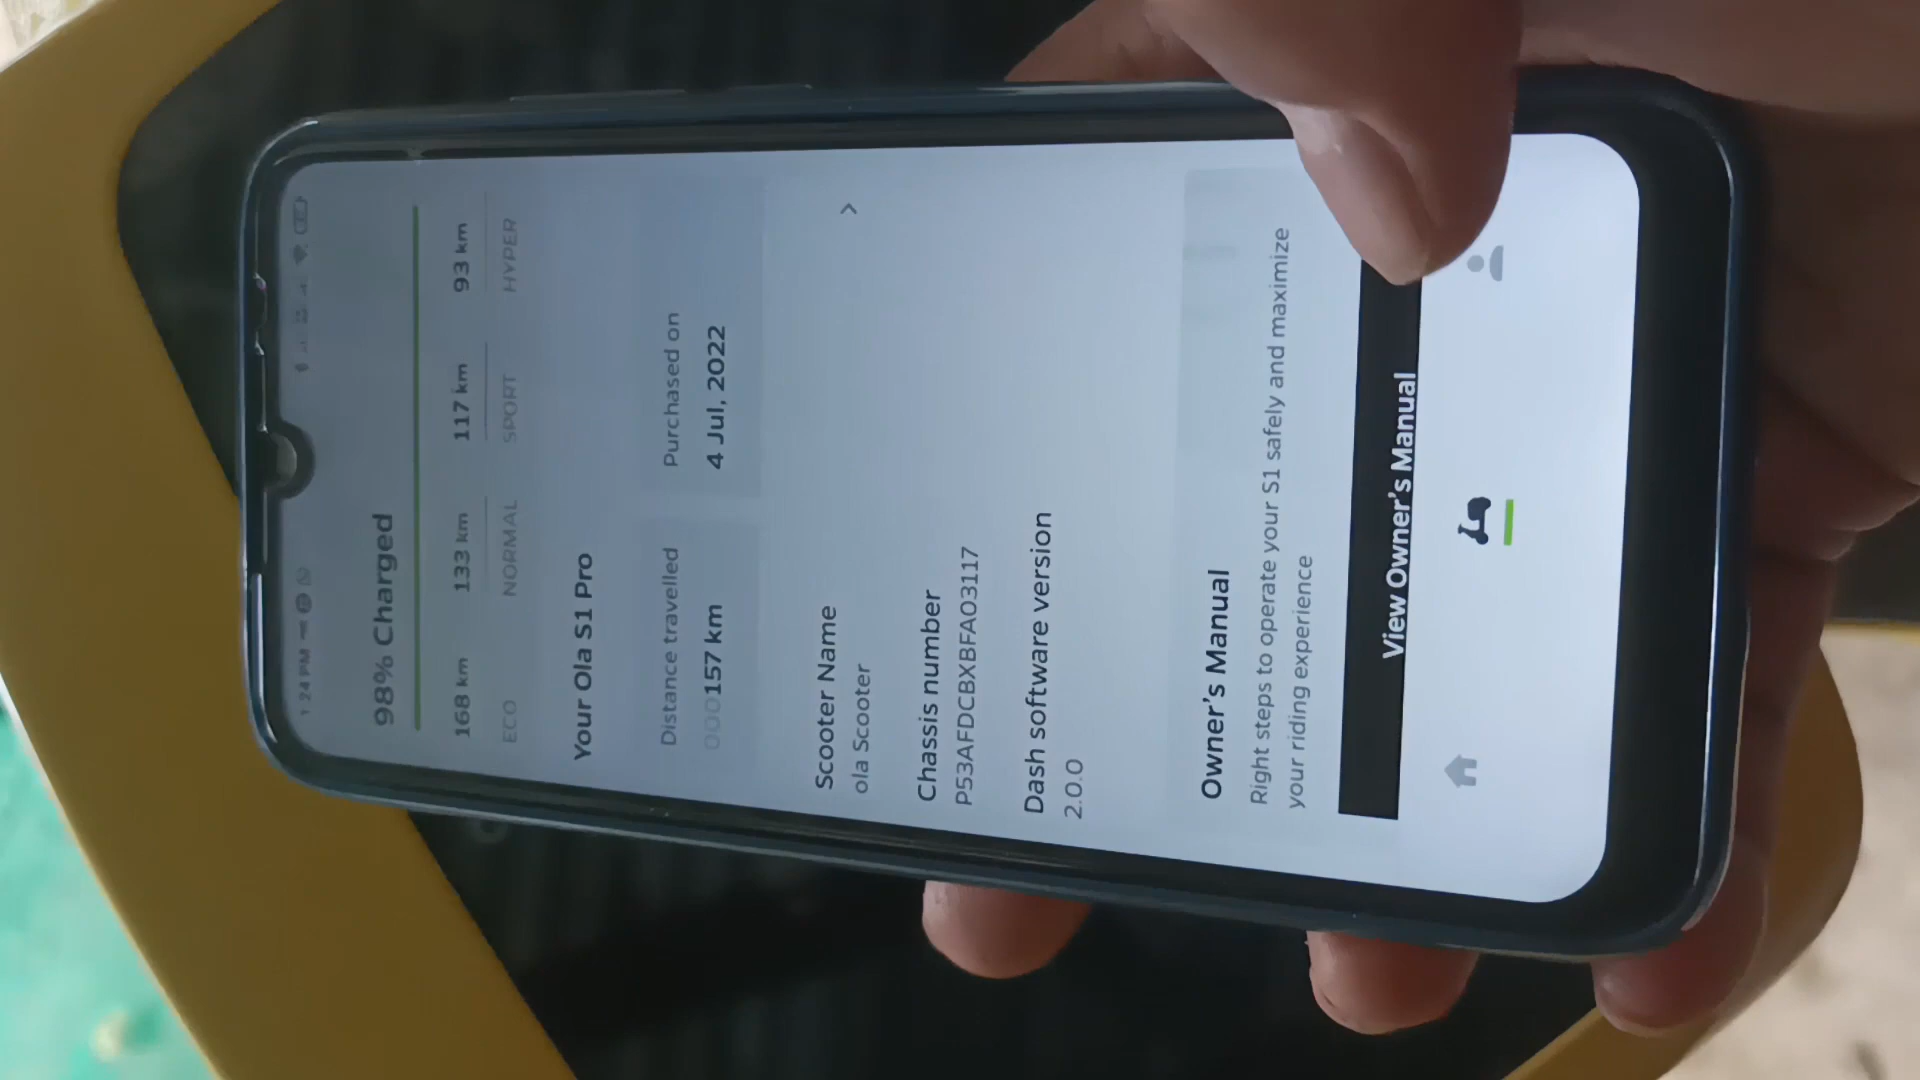 1:24 PM
98% Charged
168 km 133 km 117 km 93 km
ECO NORMAL SPORT HYPER
Your Ola S1 Pro
Distance travelled Purchased on
000157 km 4 Jul, 2022
Scooter Name
ola Scooter
Chassis number
P53AFDCBXBFA03117
Dash software version
2.0.0
Owner's Manual
Right steps to operate your S1 safely and maximize
your riding experience
View Owner's Manual